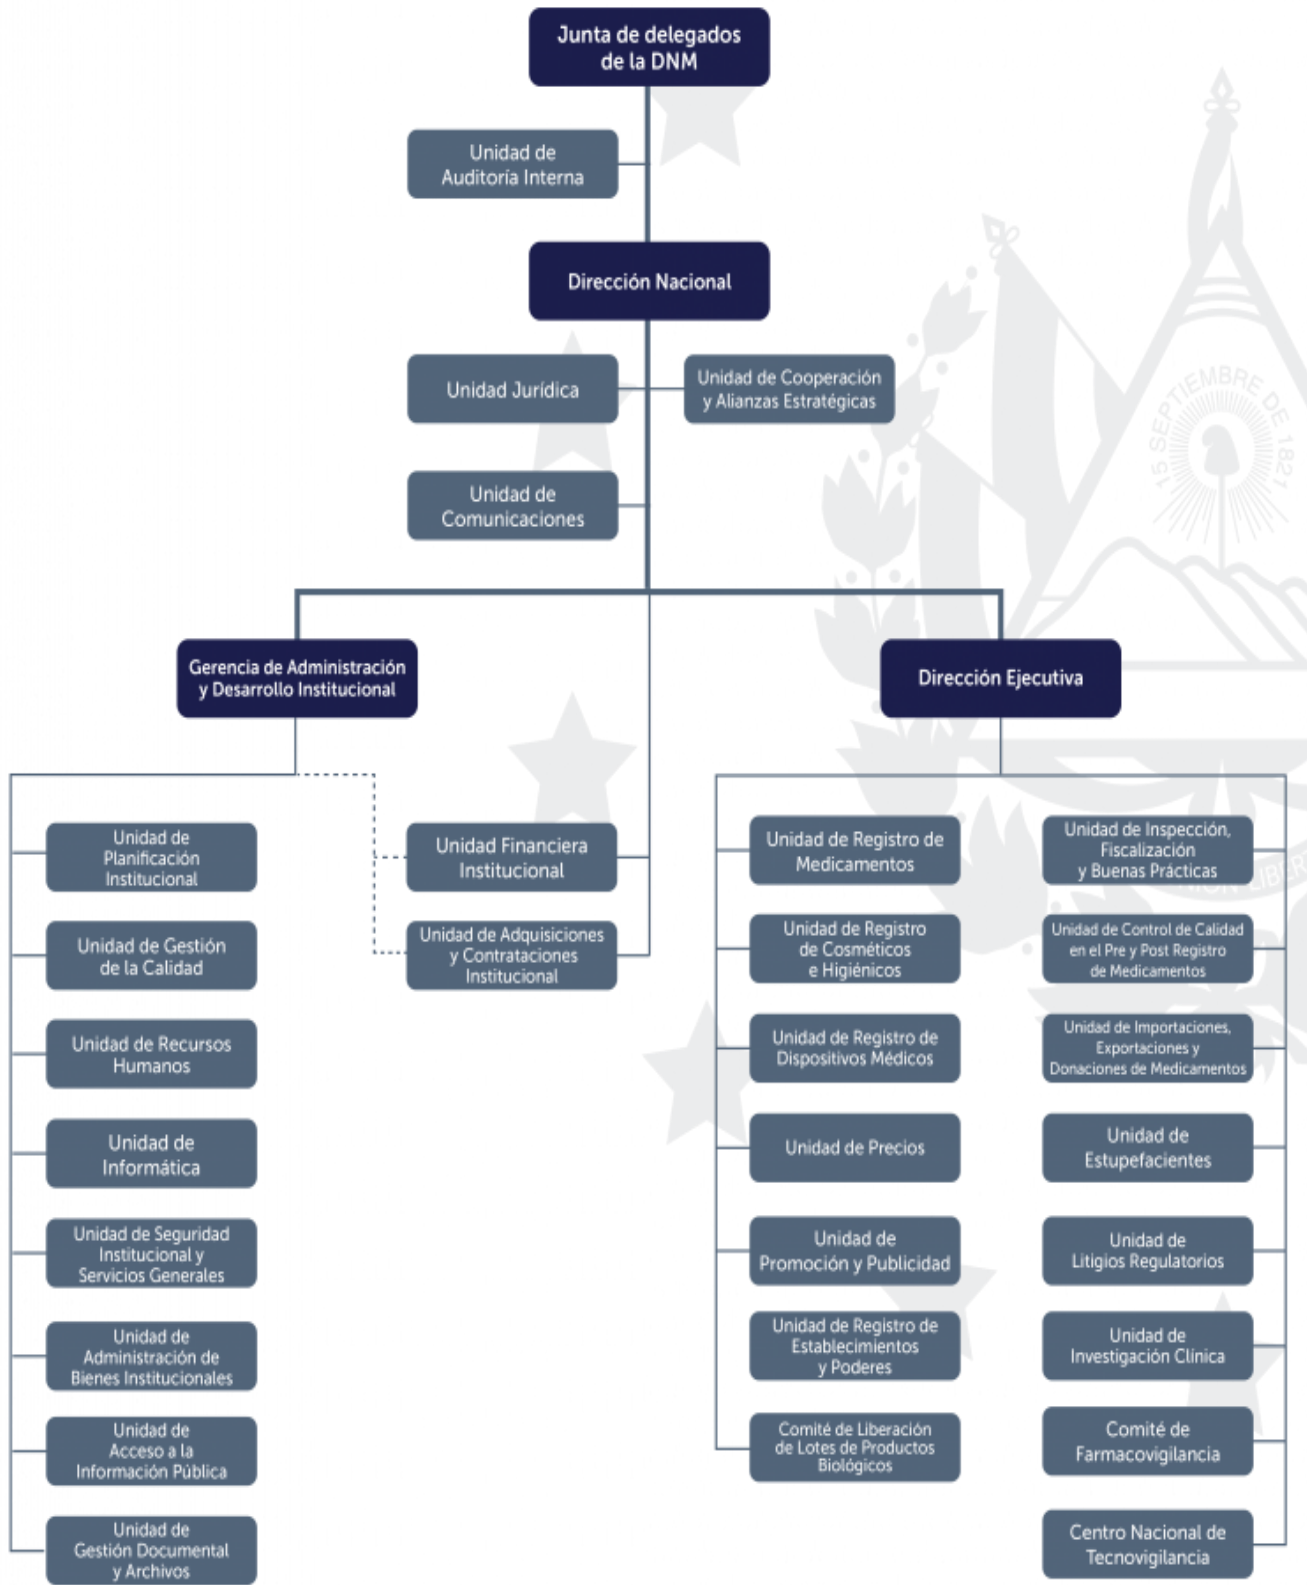 Junta de delegados
de la DNM
Unidad de
Auditoría Interna
Dirección Nacional
Unidad Jurídica
Unidad de Cooperación
y Alianzas Estratégicas
Unidad de
Comunicaciones
15 SEPTIEMBRE DE 1821
Gerencia de Administración
y Desarrollo Institucional
Dirección Ejecutiva
Unidad de
Planificación
Institucional
Unidad de Gestión
de la Calidad
Unidad de Recursos
Humanos
Unidad de
Informática
Unidad de Seguridad
Institucional y
Servicios Generales
Unidad de
Administración de
Bienes Institucionales
Unidad de
Acceso a la
Información Pública
Unidad de
Gestión Documental
y Archivos
Unidad Financiera
Institucional
Unidad de Adquisiciones
y Contrataciones
Institucional
Unidad de Registro de
Medicamentos
Unidad de Registro
de Cosméticos
e Higiénicos
Unidad de Registro de
Dispositivos Médicos
Unidad de Precios
Unidad de
Promoción y Publicidad
Unidad de Registro de
Establecimientos
y Poderes
Comité de Liberación
de Lotes de Productos
Biológicos
Unidad de Inspección,
Fiscalización
y Buenas Prácticas
Unidad de Control de Calidad
en el Pre y Post Registro
de Medicamentos
Unidad de Importaciones,
Exportaciones y
Donaciones de Medicamentos
Unidad de
Estupefacientes
Unidad de
Litigios Regulatorios
Unidad de
Investigación Clínica
Comité de
Farmacovigilancia
Centro Nacional de
Tecnovigilancia